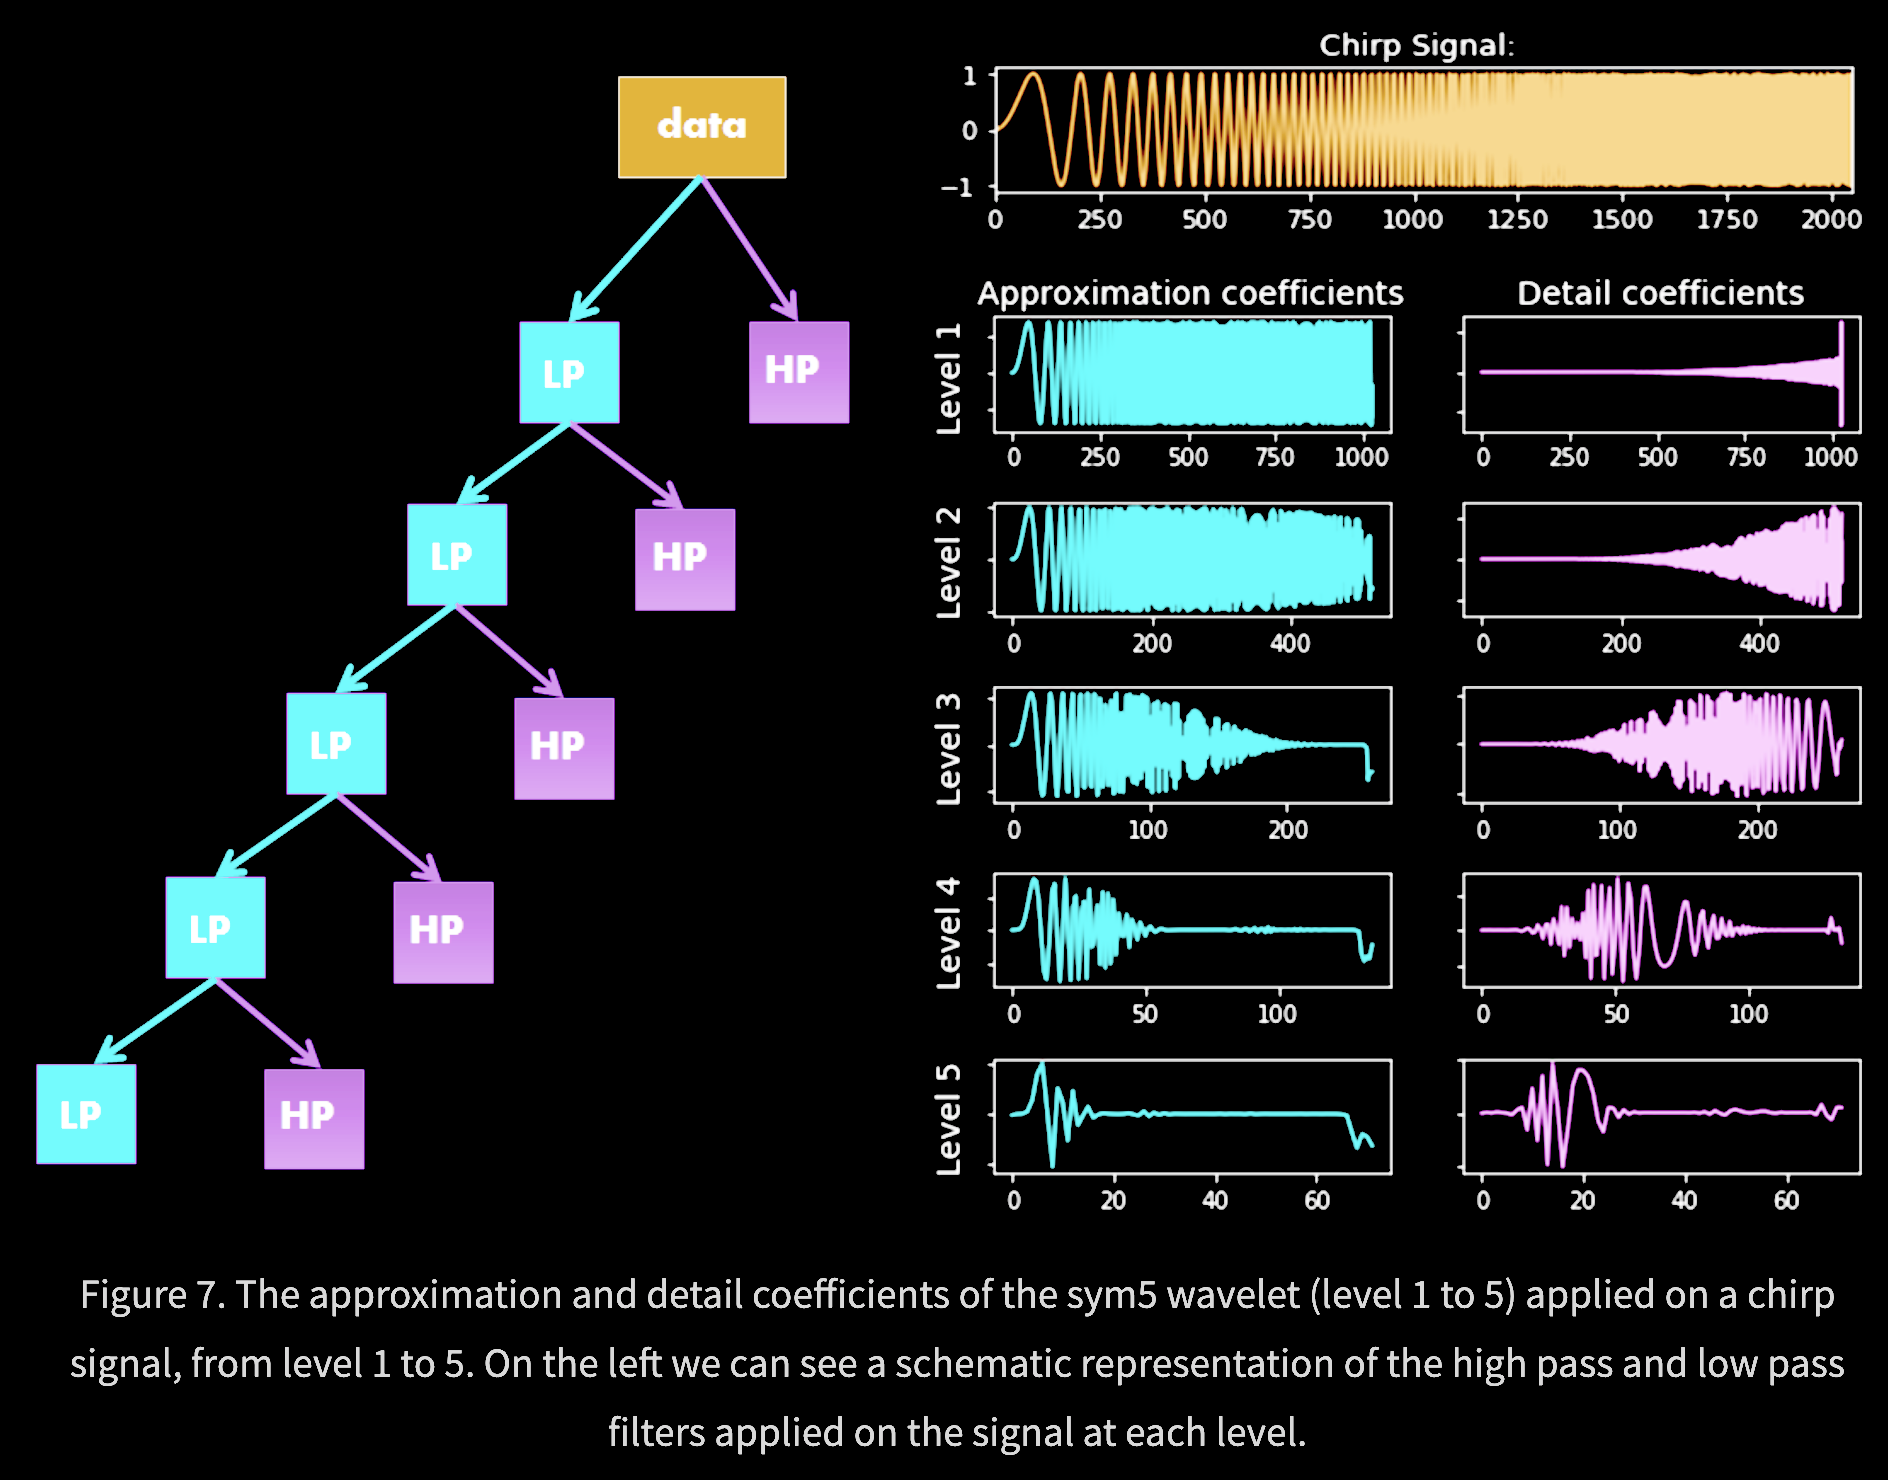 data
LP
HP
LP
HP
LP
HP
LP
HP
LP
HP
Chirp Signal:
1
0
−1
0 250 500 750 1000 1250 1500 1750 2000
Approximation coefficients
Detail coefficients
Level 1
0 250 500 750 1000
0 250 500 750 1000
Level 2
0 200 400
0 200 400
Level 3
0 100 200
0 100 200
Level 4
0 50 100
0 50 100
Level 5
0 20 40 60
0 20 40 60
Figure 7. The approximation and detail coefficients of the sym5 wavelet (level 1 to 5) applied on a chirp
signal, from level 1 to 5. On the left we can see a schematic representation of the high pass and low pass
filters applied on the signal at each level.